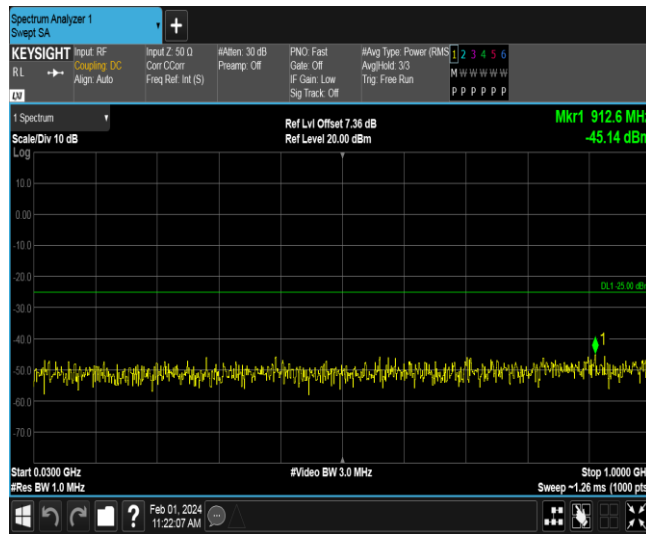 Spectrum Analyzer 1
Swept SA
KEYSIGHT
RL
LXI
Input: RF
Coupling: DC
Align: Auto
Input Z: 50 Ω
Corr CCorr
Freq Ref: Int (S)
#Atten: 30 dB
Preamp: Off
PNO: Fast
Gate: Off
IF Gain: Low
Sig Track: Off
#Avg Type: Power (RMS
Avg|Hold: 3/3
Trig: Free Run
1 2 3 4 5 6
M W W W W W
P P P P P P
1 Spectrum
Scale/Div 10 dB
Log
Ref Lvl Offset 7.36 dB
Ref Level 20.00 dBm
Mkr1 912.6 MHz
-45.14 dBm
10.0
0.00
-10.0
-20.0
DL1 -25.00 dBm
-30.0
-40.0
1
-50.0
-60.0
-70.0
Start 0.0300 GHz
#Res BW 1.0 MHz
#Video BW 3.0 MHz
Stop 1.0000 GHz
Sweep ~1.26 ms (1000 pts)
?
Feb 01, 2024
11:22:07 AM